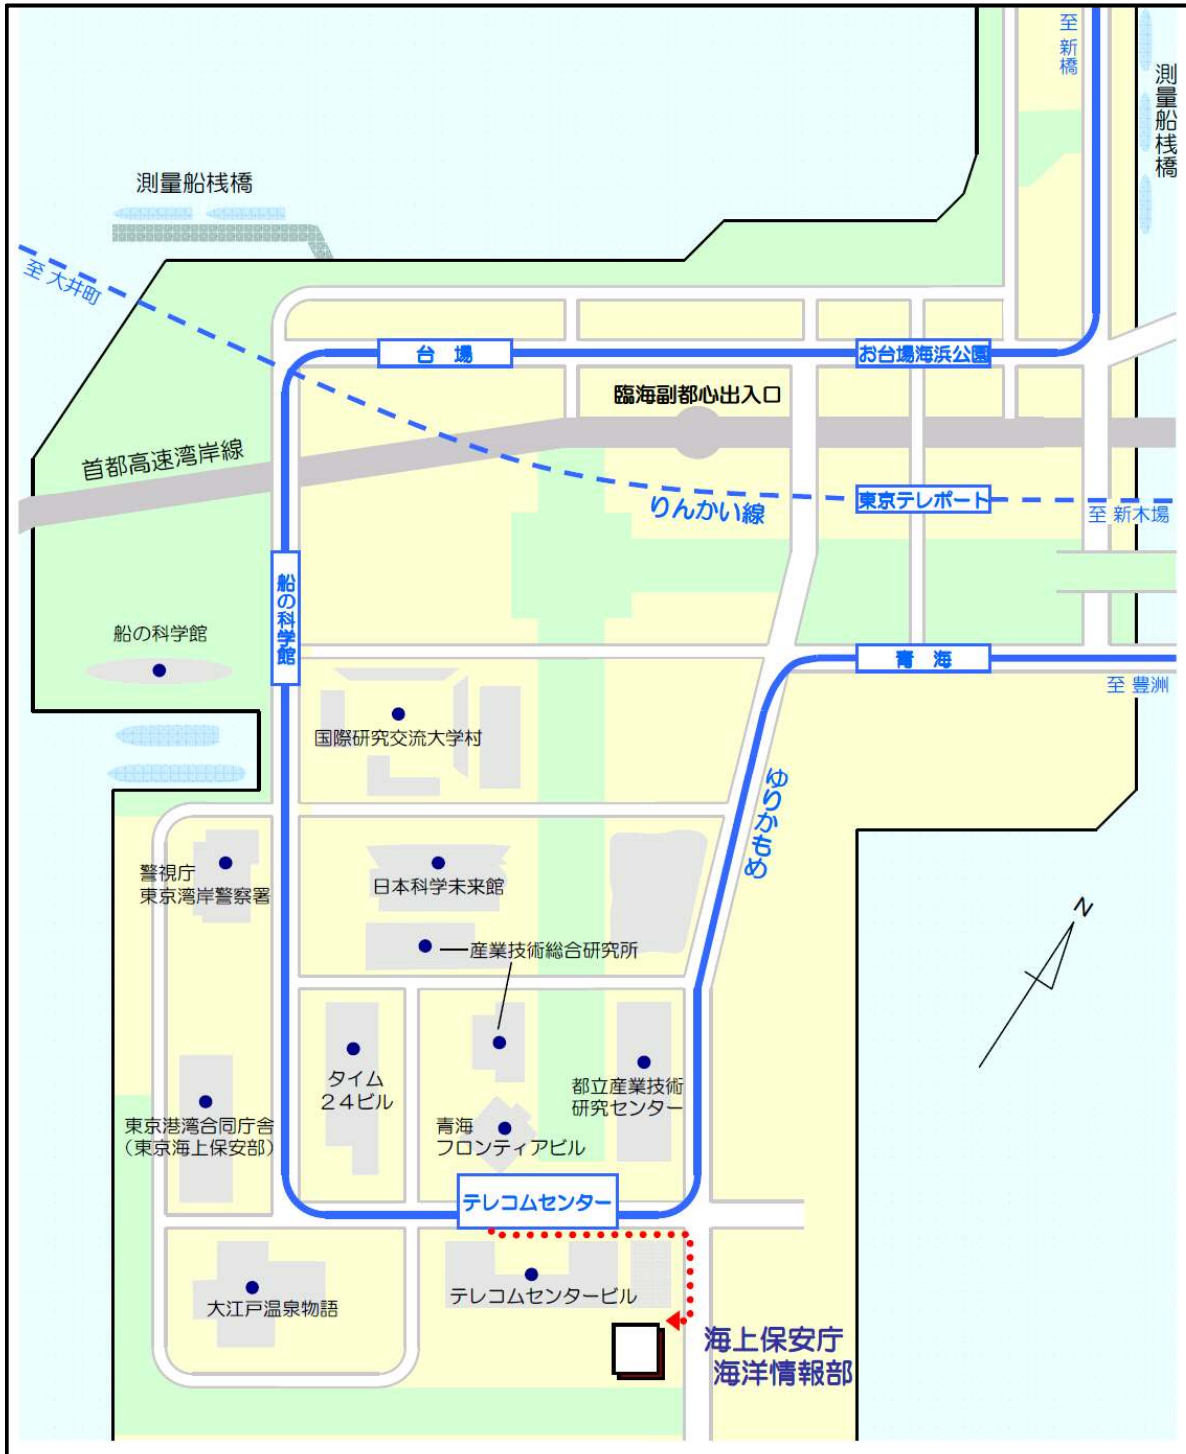 至 新橋
測量船桟橋
測量船桟橋
至 大井町
台 場
お台場海浜公園
臨海副都心出入口
首都高速湾岸線
りんかい線
東京テレポート
至 新木場
船の科学館
船の科学館
青 海
至 豊洲
国際研究交流大学村
ゆりかもめ
警視庁
東京湾岸警察署
日本科学未来館
N
産業技術総合研究所
タイム
24ビル
都立産業技術
研究センター
東京港湾合同庁舎
(東京海上保安部)
青海
フロンティアビル
テレコムセンター
大江戸温泉物語
テレコムセンタービル
海上保安庁
海洋情報部